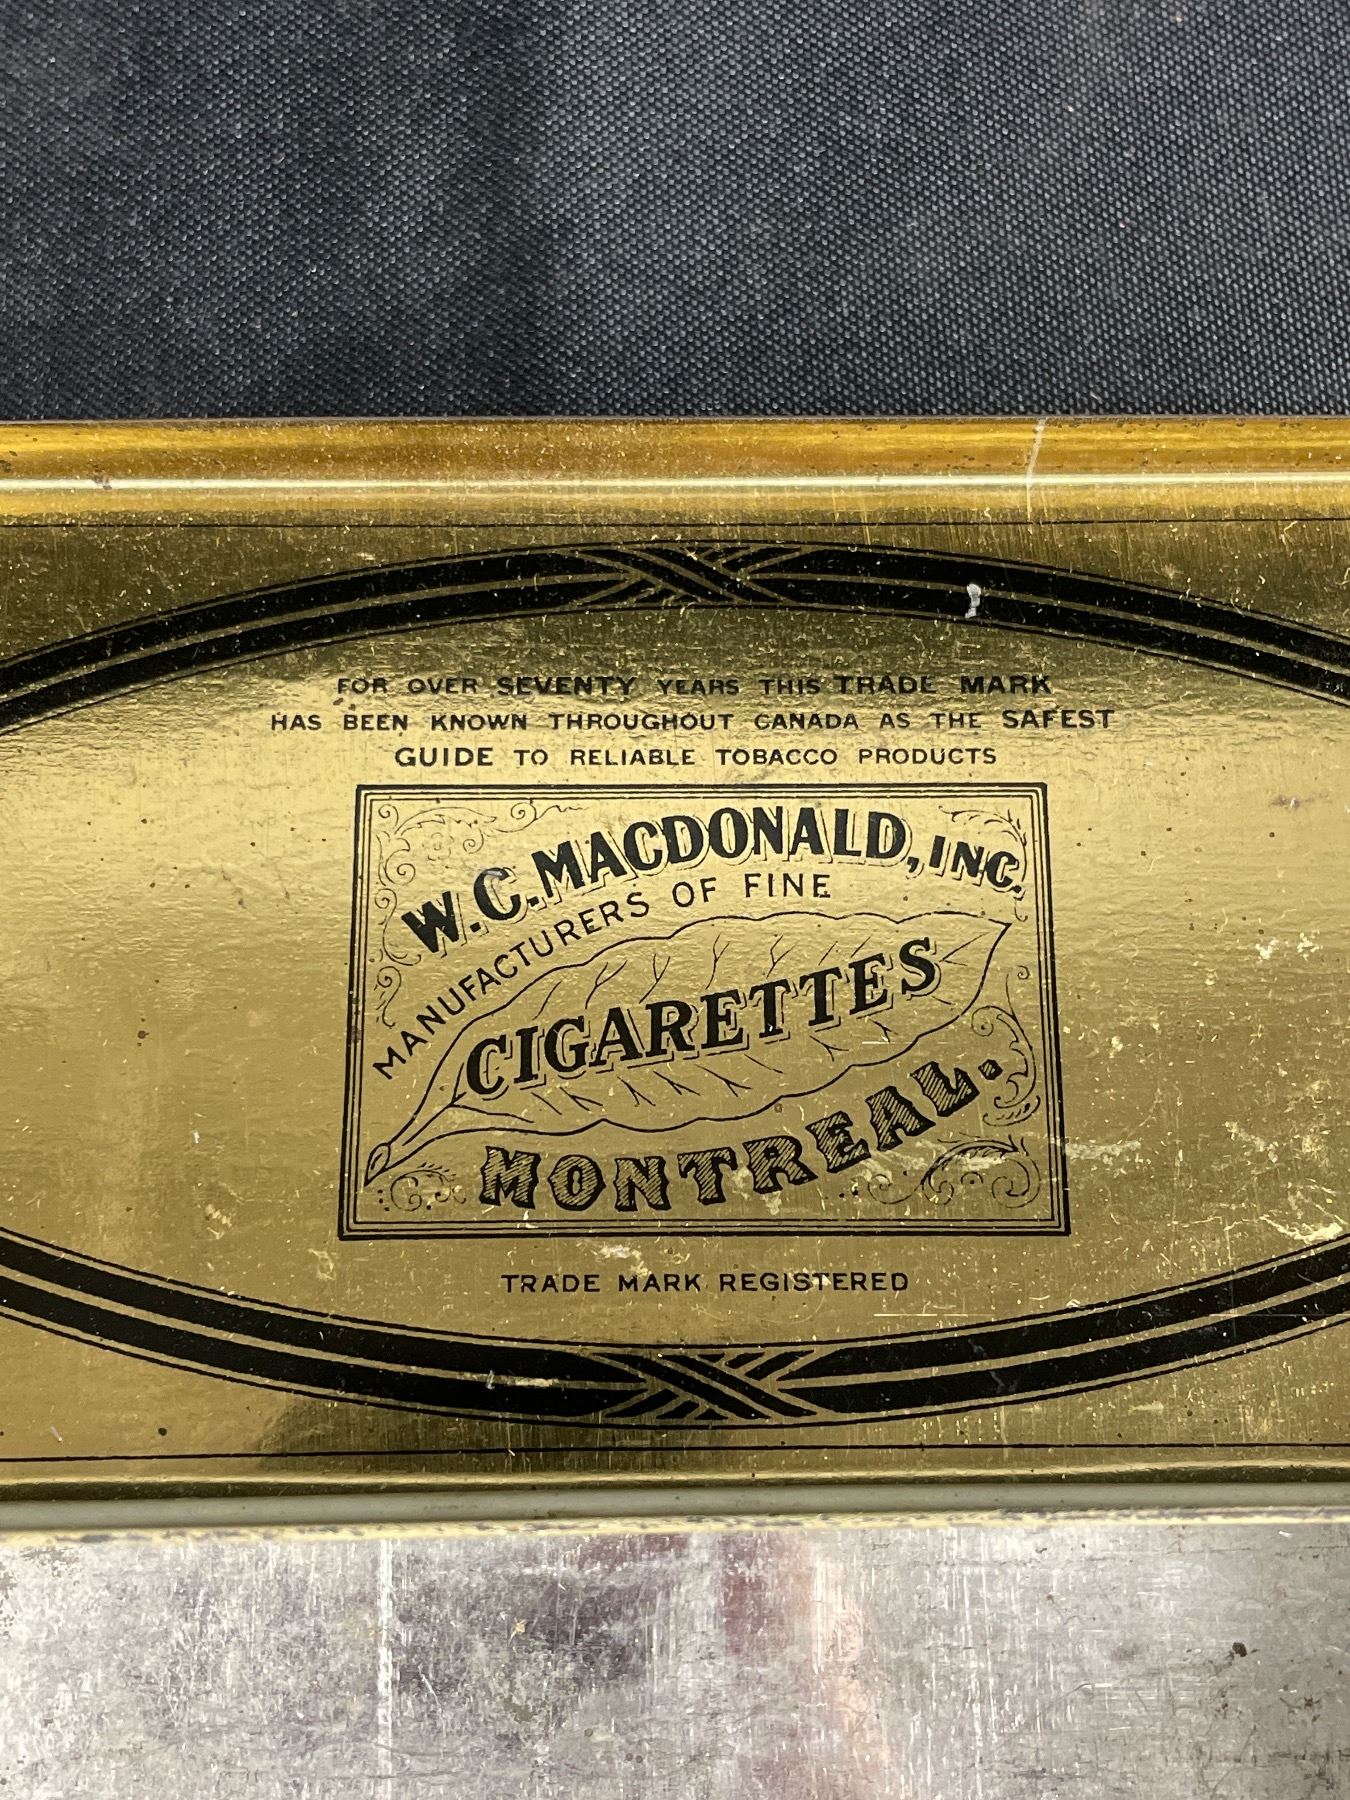 FOR OVER SEVENTY YEARS THIS TRADE MARK
HAS BEEN KNOWN THROUGHOUT CANADA AS THE SAFEST
GUIDE TO RELIABLE TOBACCO PRODUCTS
W.C. MACDONALD, INC.
MANUFACTURERS OF FINE
CIGARETTES
MONTREAL.
TRADE MARK REGISTERED